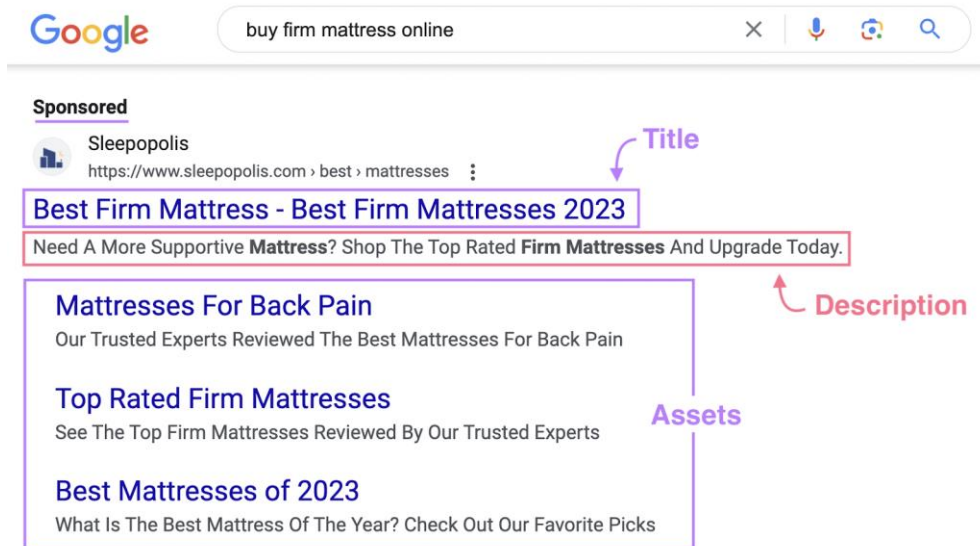 Google
buy firm mattress online
Sponsored
Sleepopolis
https://www.sleepopolis.com › best › mattresses
Title
Best Firm Mattress - Best Firm Mattresses 2023
Need A More Supportive Mattress? Shop The Top Rated Firm Mattresses And Upgrade Today.
Description
Mattresses For Back Pain
Our Trusted Experts Reviewed The Best Mattresses For Back Pain
Top Rated Firm Mattresses
See The Top Firm Mattresses Reviewed By Our Trusted Experts
Assets
Best Mattresses of 2023
What Is The Best Mattress Of The Year? Check Out Our Favorite Picks